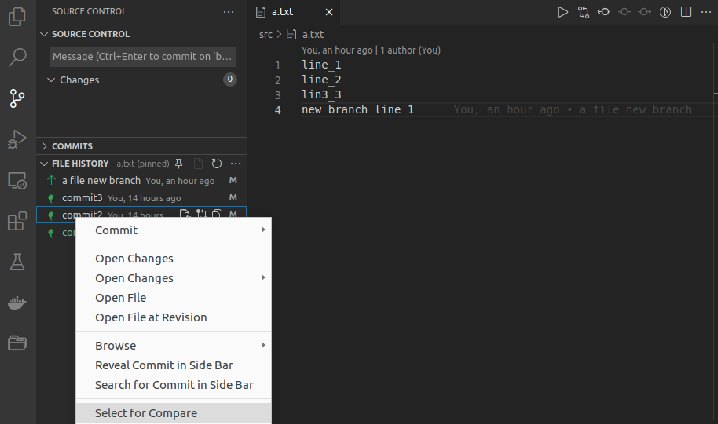 SOURCE CONTROL ···
SOURCE CONTROL
Message (Ctrl+Enter to commit on 'b...
Changes 0
COMMITS
FILE HISTORY a.txt (pinned) ···
a file new branch You, an hour ago M
commit3 You, 14 hours ago M
commit2 You, 14 hours... M
M
Commit
Open Changes
Open Changes
Open File
Open File at Revision
Browse
Reveal Commit in Side Bar
Search for Commit in Side Bar
Select for Compare
a.txt
src > a.txt
You, an hour ago | 1 author (You)
1 line_1
2 line_2
3 lin3_3
4 new branch line 1 You, an hour ago • a file new branch